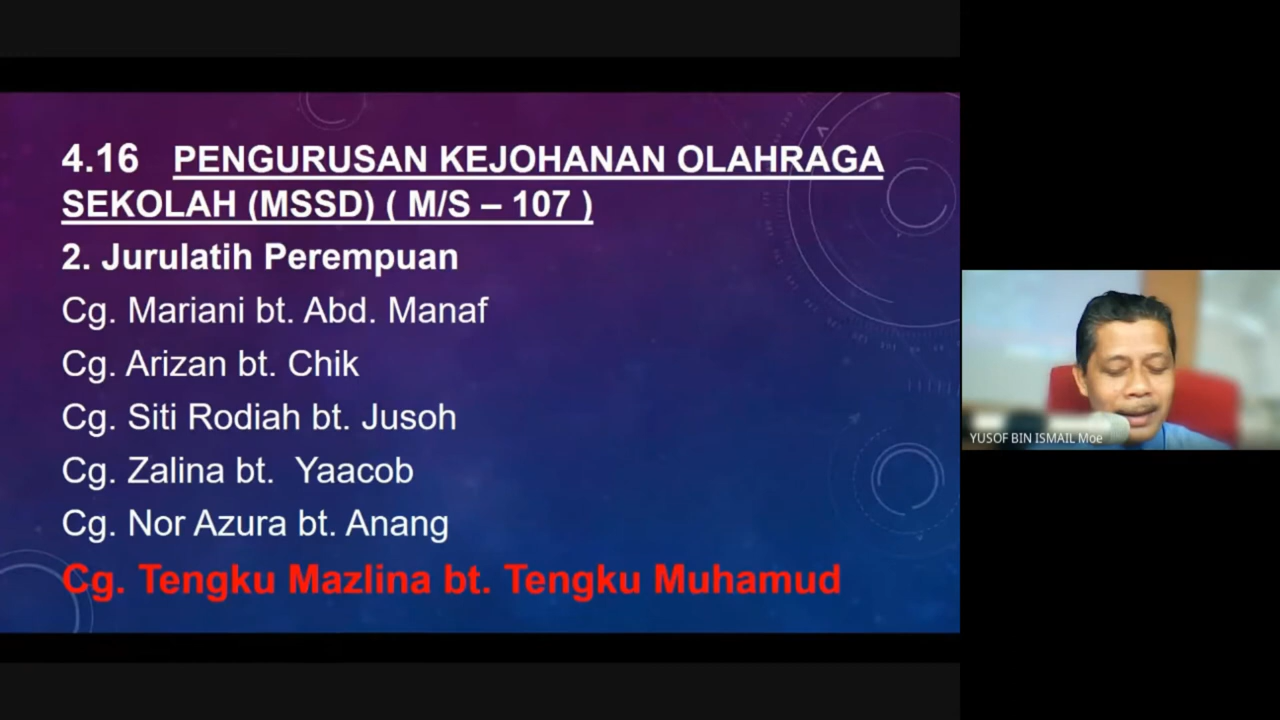 4.16 PENGURUSAN KEJOHANAN OLAHRAGA
SEKOLAH (MSSD) ( M/S – 107 )
2. Jurulatih Perempuan
Cg. Mariani bt. Abd. Manaf
Cg. Arizan bt. Chik
Cg. Siti Rodiah bt. Jusoh
Cg. Zalina bt. Yaacob
Cg. Nor Azura bt. Anang
Cg. Tengku Mazlina bt. Tengku Muhamud
YUSOF BIN ISMAIL Moe